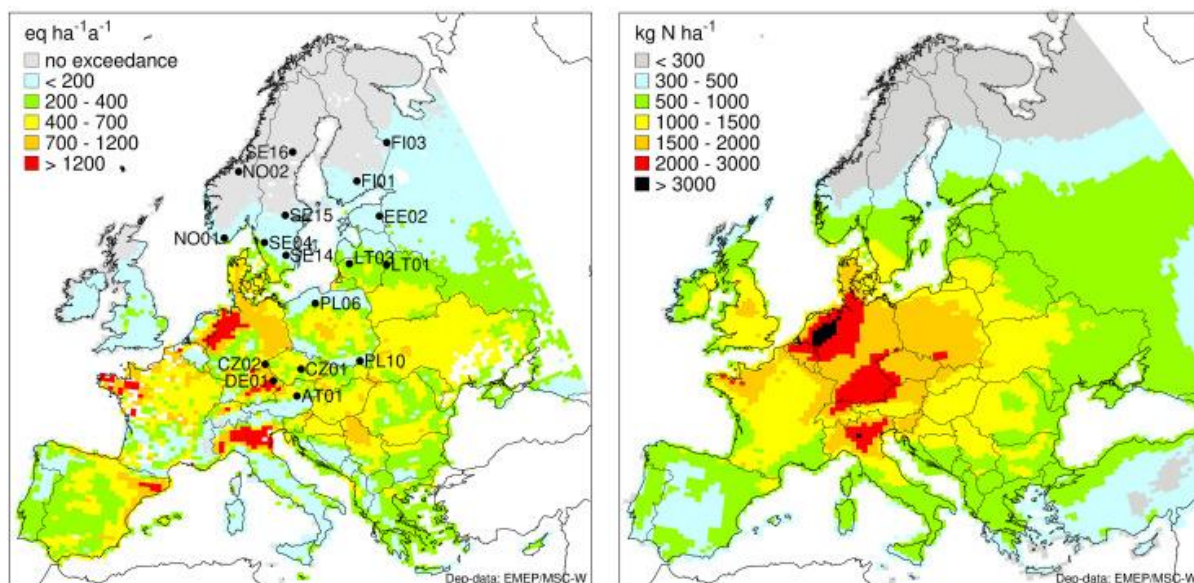 eq ha⁻¹a⁻¹
no exceedance
< 200
200 - 400
400 - 700
700 - 1200
> 1200
SE16
FI03
NO02
FI01
SE15
EE02
NO01
SE04
SE14
LT03
LT01
PL06
CZ02
CZ01
PL10
DE01
AT01
Dep-data: EMEP/MSC-W
kg N ha⁻¹
< 300
300 - 500
500 - 1000
1000 - 1500
1500 - 2000
2000 - 3000
> 3000
Dep-data: EMEP/MSC-W